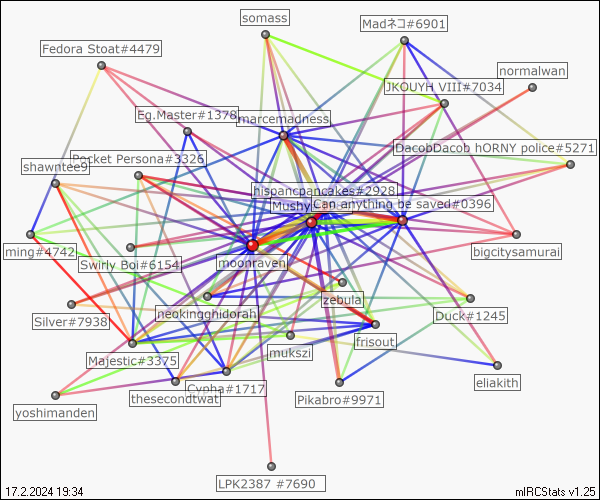 somass
Madネコ#6901
Fedora Stoat#4479
normalwan
JKOUYH VIII#7034
Eg.Master#1378
marcemadness
DacobDacob hORNY police#5271
Pocket Persona#3326
shawntee9
hispancpancakes#2928
Mushy
Can anything be saved#0396
ming#4742
Swirly Boi#6154
moonraven
bigcitysamurai
zebula
neokingghidorah
Silver#7938
Duck#1245
frisout
mukszi
Majestic#3375
eliakith
Cypha#1717
thesecondtwat
Pikabro#9971
yoshimanden
LPK2387 #7690
17.2.2024 19:34
mIRCStats v1.25